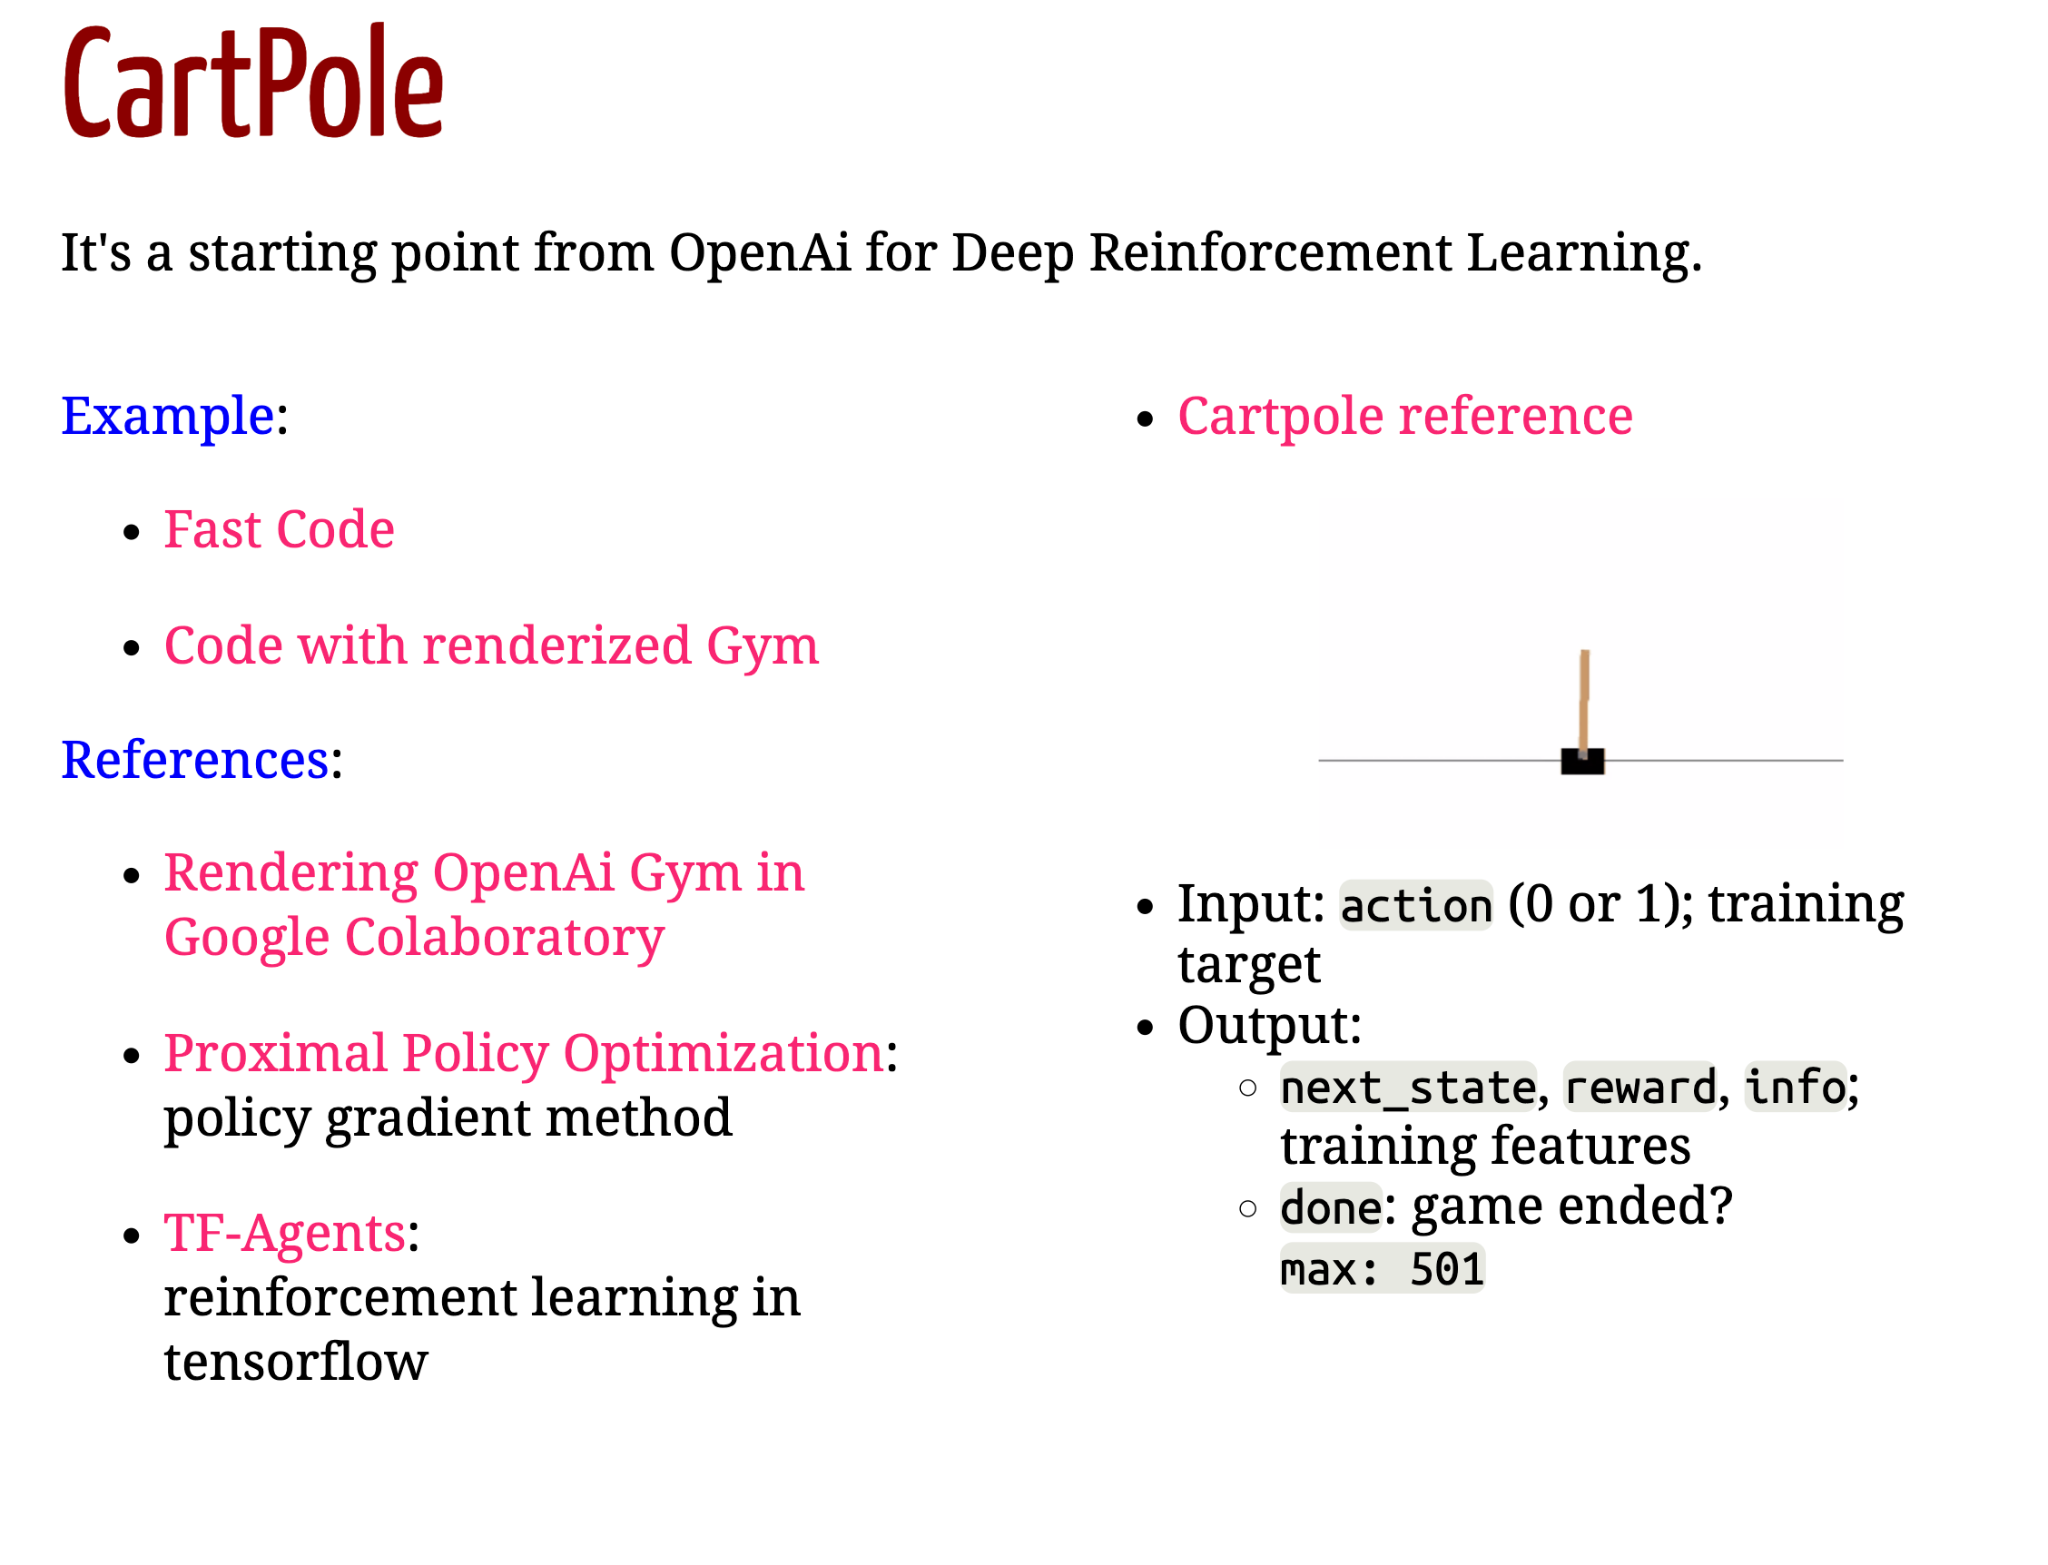 CartPole
It's a starting point from OpenAi for Deep Reinforcement Learning.
Example:
Fast Code
Code with renderized Gym
References:
Rendering OpenAi Gym in
Google Colaboratory
Proximal Policy Optimization:
policy gradient method
TF-Agents:
reinforcement learning in
tensorflow
Cartpole reference
Input: action (0 or 1); training
target
Output:
next_state, reward, info;
training features
done: game ended?
max: 501